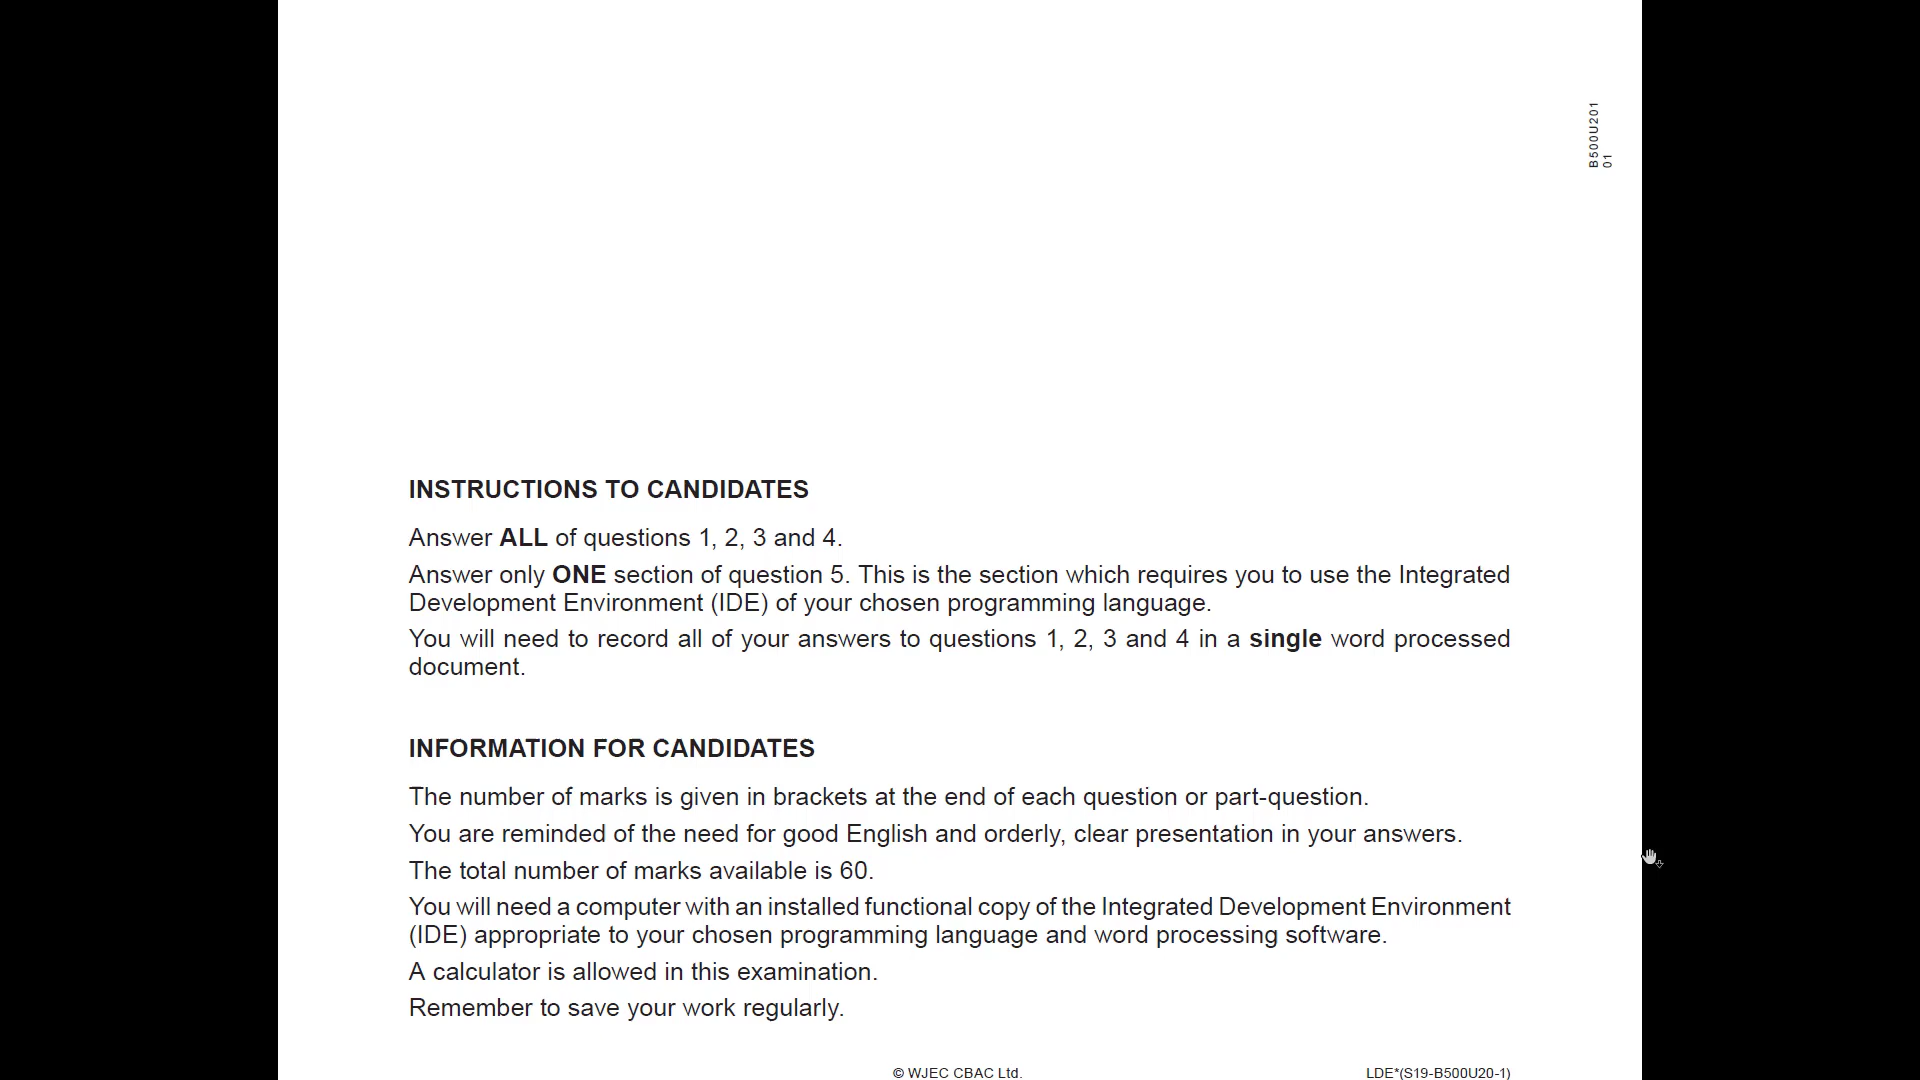 B500U201
01
INSTRUCTIONS TO CANDIDATES
Answer ALL of questions 1, 2, 3 and 4.
Answer only ONE section of question 5. This is the section which requires you to use the Integrated
Development Environment (IDE) of your chosen programming language.
You will need to record all of your answers to questions 1, 2, 3 and 4 in a single word processed
document.
INFORMATION FOR CANDIDATES
The number of marks is given in brackets at the end of each question or part-question.
You are reminded of the need for good English and orderly, clear presentation in your answers.
The total number of marks available is 60.
You will need a computer with an installed functional copy of the Integrated Development Environment
(IDE) appropriate to your chosen programming language and word processing software.
A calculator is allowed in this examination.
Remember to save your work regularly.
© WJEC CBAC Ltd.
LDE*(S19-B500U20-1)